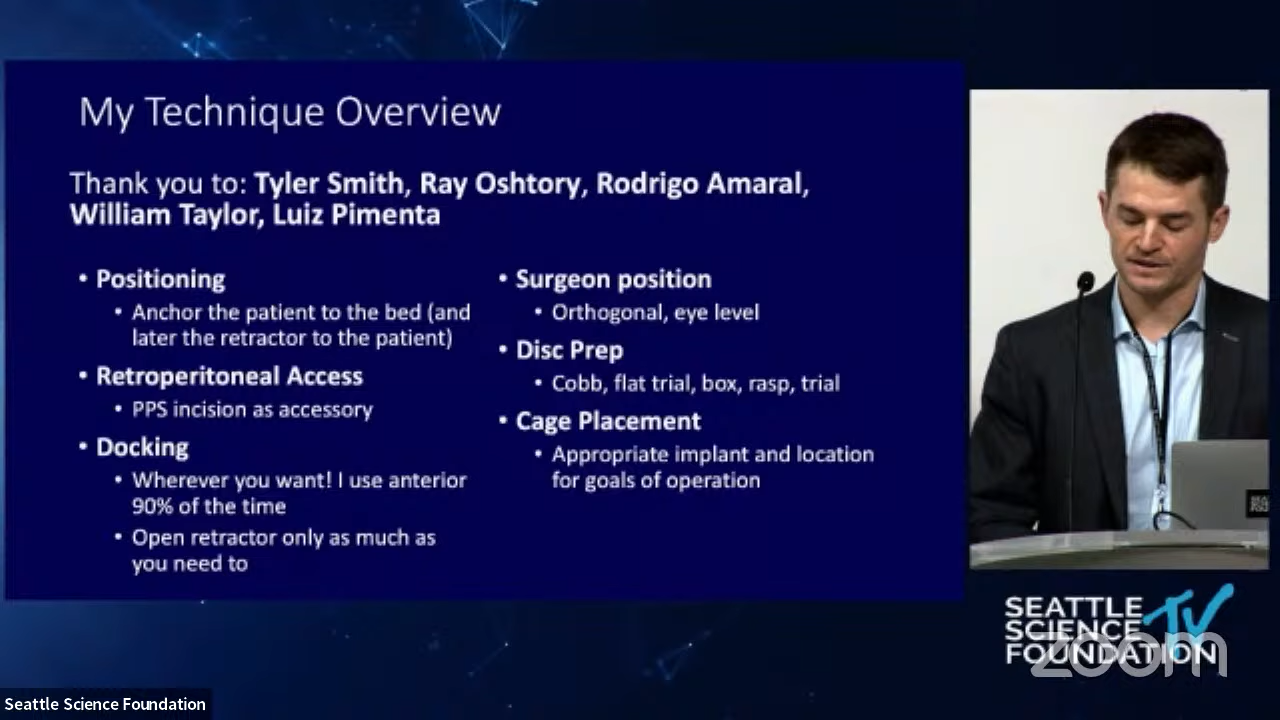 My Technique Overview
Thank you to: Tyler Smith, Ray Oshtory, Rodrigo Amaral,
William Taylor, Luiz Pimenta
• Positioning
• Anchor the patient to the bed (and
later the retractor to the patient)
• Retroperitoneal Access
• PPS incision as accessory
• Docking
• Wherever you want! I use anterior
90% of the time
• Open retractor only as much as
you need to
• Surgeon position
• Orthogonal, eye level
• Disc Prep
• Cobb, flat trial, box, rasp, trial
• Cage Placement
• Appropriate implant and location
for goals of operation
SEATTLE
SCIENCE
FOUNDATION
TV
zoom
Seattle Science Foundation